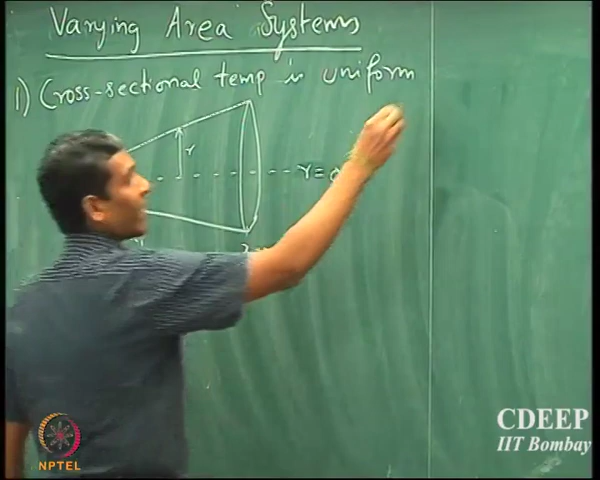 Varying Area Systems
1) Cross-sectional temp is uniform
r
r =
CDEEP
IIT Bombay
NPTEL